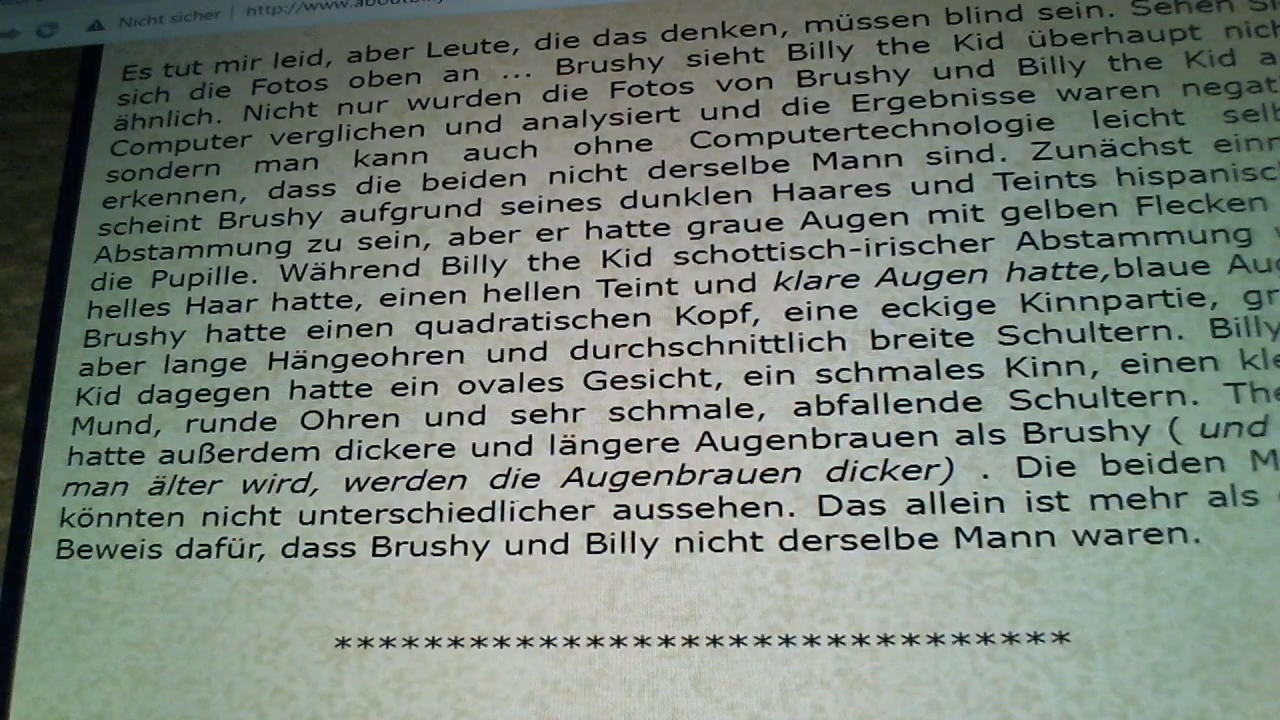 Nicht sicher | http://www.
Es tut mir leid, aber Leute, die das denken, müssen blind sein. Sehen
sich die Fotos oben an ... Brushy sieht Billy the Kid überhaupt
ähnlich. Nicht nur wurden die Fotos von Brushy und Billy the Kid
Computer verglichen und analysiert und die Ergebnisse waren
sondern man kann auch ohne Computertechnologie leicht
erkennen, dass die beiden nicht derselbe Mann sind. Zunächst
scheint Brushy aufgrund seines dunklen Haares und Teints
Abstammung zu sein, aber er hatte graue Augen mit gelben Flecken
die Pupille. Während Billy the Kid schottisch-irischer Abstammung
helles Haar hatte, einen hellen Teint und klare Augen hatte,blaue
Brushy hatte einen quadratischen Kopf, eine eckige Kinnpartie,
aber lange Hängeohren und durchschnittlich breite Schultern. Billy
Kid dagegen hatte ein ovales Gesicht, ein schmales Kinn, einen
Mund, runde Ohren und sehr schmale, abfallende Schultern.
hatte außerdem dickere und längere Augenbrauen als Brushy ( und
man älter wird, werden die Augenbrauen dicker) . Die beiden
könnten nicht unterschiedlicher aussehen. Das allein ist mehr als
Beweis dafür, dass Brushy und Billy nicht derselbe Mann waren.
*********************************